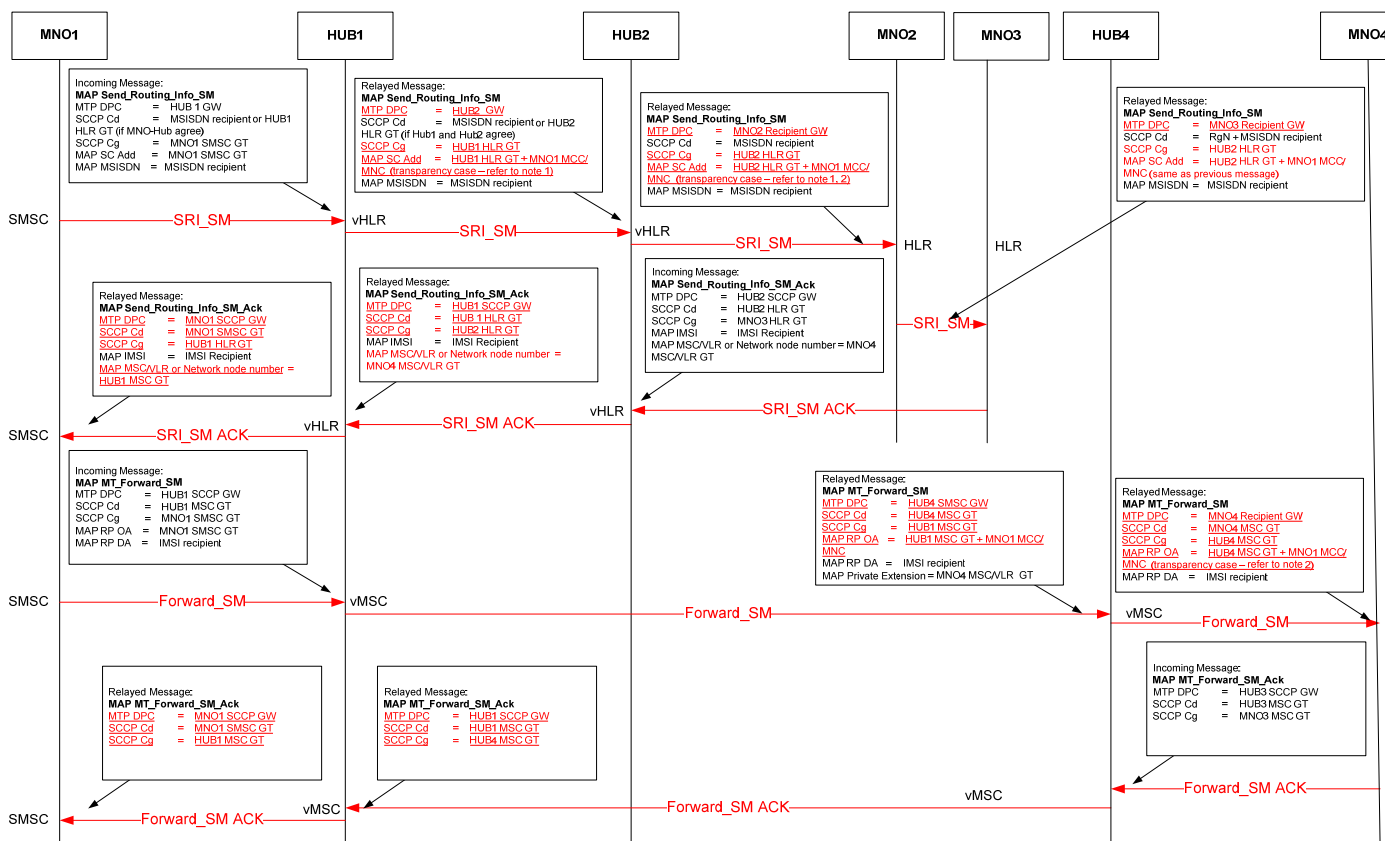 MNO1
HUB1
HUB2
MNO2
MNO3
HUB4
MNO4
Incoming Message:
MAP Send_Routing_Info_SM
MTP DPC = HUB 1 GW
SCCP Cd = MSISDN recipient or HUB1
HLR GT (if MNO-Hub agree)
SCCP Cg = MNO1 SMSC GT
MAP SC Add = MNO1 SMSC GT
MAP MSISDN = MSISDN recipient
Relayed Message:
MAP Send_Routing_Info_SM
MTP DPC = HUB2 GW
SCCP Cd = MSISDN recipient or HUB2
HLR GT (if Hub1 and Hub2 agree)
SCCP Cg = HUB1 HLR GT
MAP SC Add = HUB1 HLR GT + MNO1 MCC/
MNC (transparency case – refer to note 1)
MAP MSISDN = MSISDN recipient
Relayed Message:
MAP Send_Routing_Info_SM
MTP DPC = MNO2 Recipient GW
SCCP Cd = MSISDN recipient
SCCP Cg = HUB2 HLR GT
MAP SC Add = HUB2 HLR GT + MNO1 MCC/
MNC (transparency case – refer to note 1, 2)
MAP MSISDN = MSISDN recipient
Relayed Message:
MAP Send_Routing_Info_SM
MTP DPC = MNO3 Recipient GW
SCCP Cd = RgN + MSISDN recipient
SCCP Cg = HUB2 HLR GT
MAP SC Add = HUB2 HLR GT + MNO1 MCC/
MNC (same as previous message)
MAP MSISDN = MSISDN recipient
SMSC
SRI_SM
vHLR
SRI_SM
vHLR
SRI_SM
HLR
HLR
Relayed Message:
MAP Send_Routing_Info_SM_Ack
MTP DPC = MNO1 SCCP GW
SCCP Cd = MNO1 SMSC GT
SCCP Cg = HUB1 HLR GT
MAP IMSI = IMSI Recipient
MAP MSC/VLR or Network node number =
HUB1 MSC GT
Relayed Message:
MAP Send_Routing_Info_SM_Ack
MTP DPC = HUB1 SCCP GW
SCCP Cd = HUB 1 HLR GT
SCCP Cg = HUB2 HLR GT
MAP IMSI = IMSI Recipient
MAP MSC/VLR or Network node number =
MNO4 MSC/VLR GT
Incoming Message:
MAP Send_Routing_Info_SM_Ack
MTP DPC = HUB2 SCCP GW
SCCP Cd = HUB2 HLR GT
SCCP Cg = MNO3 HLR GT
MAP IMSI = IMSI Recipient
MAP MSC/VLR or Network node number = MNO4
MSC/VLR GT
SRI_SM
SMSC
SRI_SM ACK
vHLR
SRI_SM ACK
vHLR
SRI_SM ACK
Incoming Message:
MAP MT_Forward_SM
MTP DPC = HUB1 SCCP GW
SCCP Cd = HUB1 MSC GT
SCCP Cg = MNO1 SMSC GT
MAP RP OA = MNO1 SMSC GT
MAP RP DA = IMSI recipient
Relayed Message:
MAP MT_Forward_SM
MTP DPC = HUB4 SMSC GW
SCCP Cd = HUB4 MSC GT
SCCP Cg = HUB1 MSC GT
MAP RP OA = HUB1 MSC GT + MNO1 MCC/
MNC
MAP RP DA = IMSI recipient
MAP Private Extension = MNO4 MSC/VLR GT
Relayed Message:
MAP MT_Forward_SM
MTP DPC = MNO4 Recipient GW
SCCP Cd = MNO4 MSC GT
SCCP Cg = HUB4 MSC GT
MAP RP OA = HUB4 MSC GT + MNO1 MCC/
MNC (transparency case – refer to note 2)
MAP RP DA = IMSI recipient
SMSC
Forward_SM
vMSC
Forward_SM
vMSC
Forward_SM
Relayed Message:
MAP MT_Forward_SM_Ack
MTP DPC = MNO1 SCCP GW
SCCP Cd = MNO1 SMSC GT
SCCP Cg = HUB1 MSC GT
Relayed Message:
MAP MT_Forward_SM_Ack
MTP DPC = HUB1 SCCP GW
SCCP Cd = HUB1 MSC GT
SCCP Cg = HUB4 MSC GT
Incoming Message:
MAP MT_Forward_SM_Ack
MTP DPC = HUB3 SCCP GW
SCCP Cd = HUB3 MSC GT
SCCP Cg = MNO3 MSC GT
SMSC
Forward_SM ACK
vMSC
Forward_SM ACK
vMSC
Forward_SM ACK